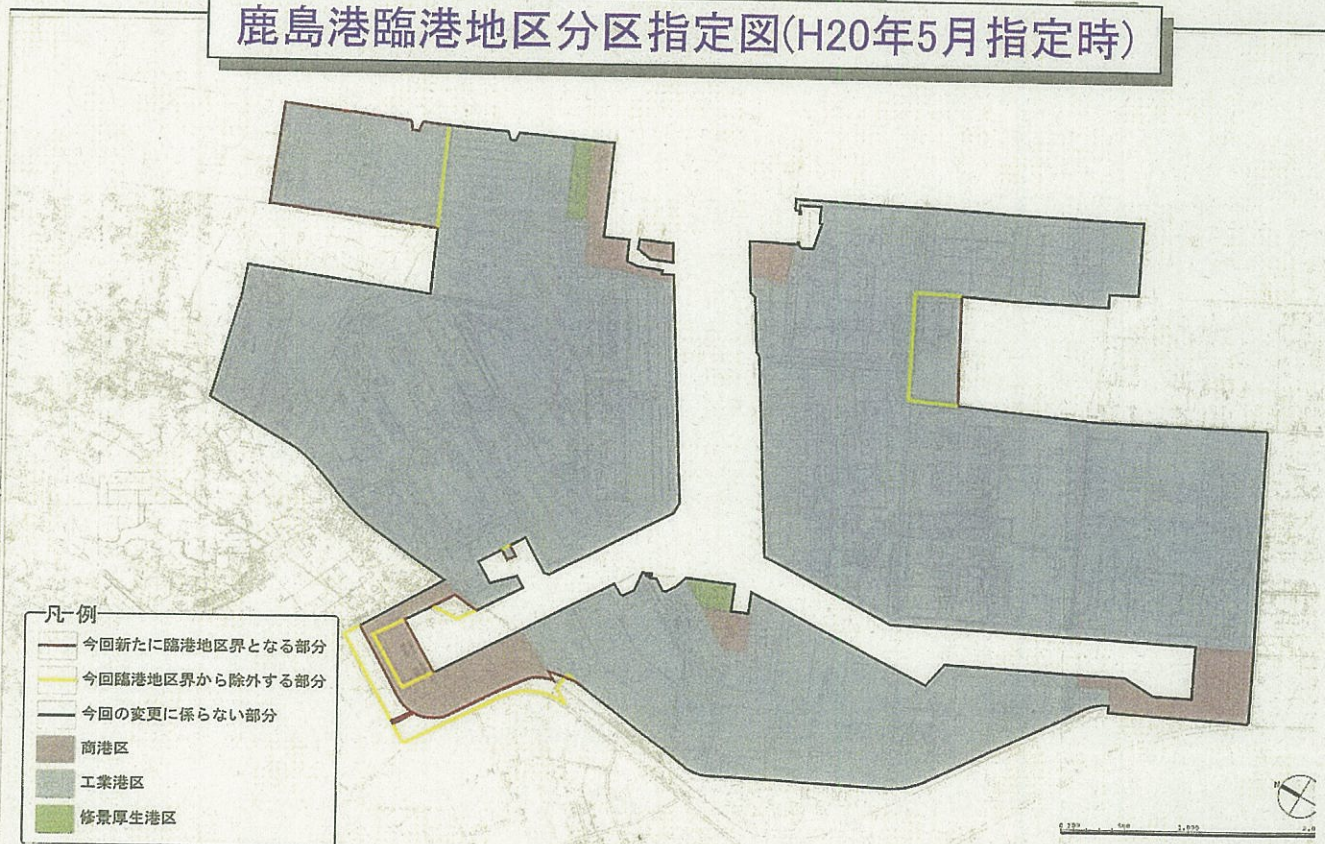 鹿島港臨港地区分区指定図(H20年5月指定時)
凡例
今回新たに臨港地区界となる部分
今回臨港地区界から除外する部分
今回の変更に係らない部分
商港区
工業港区
修景厚生港区
N